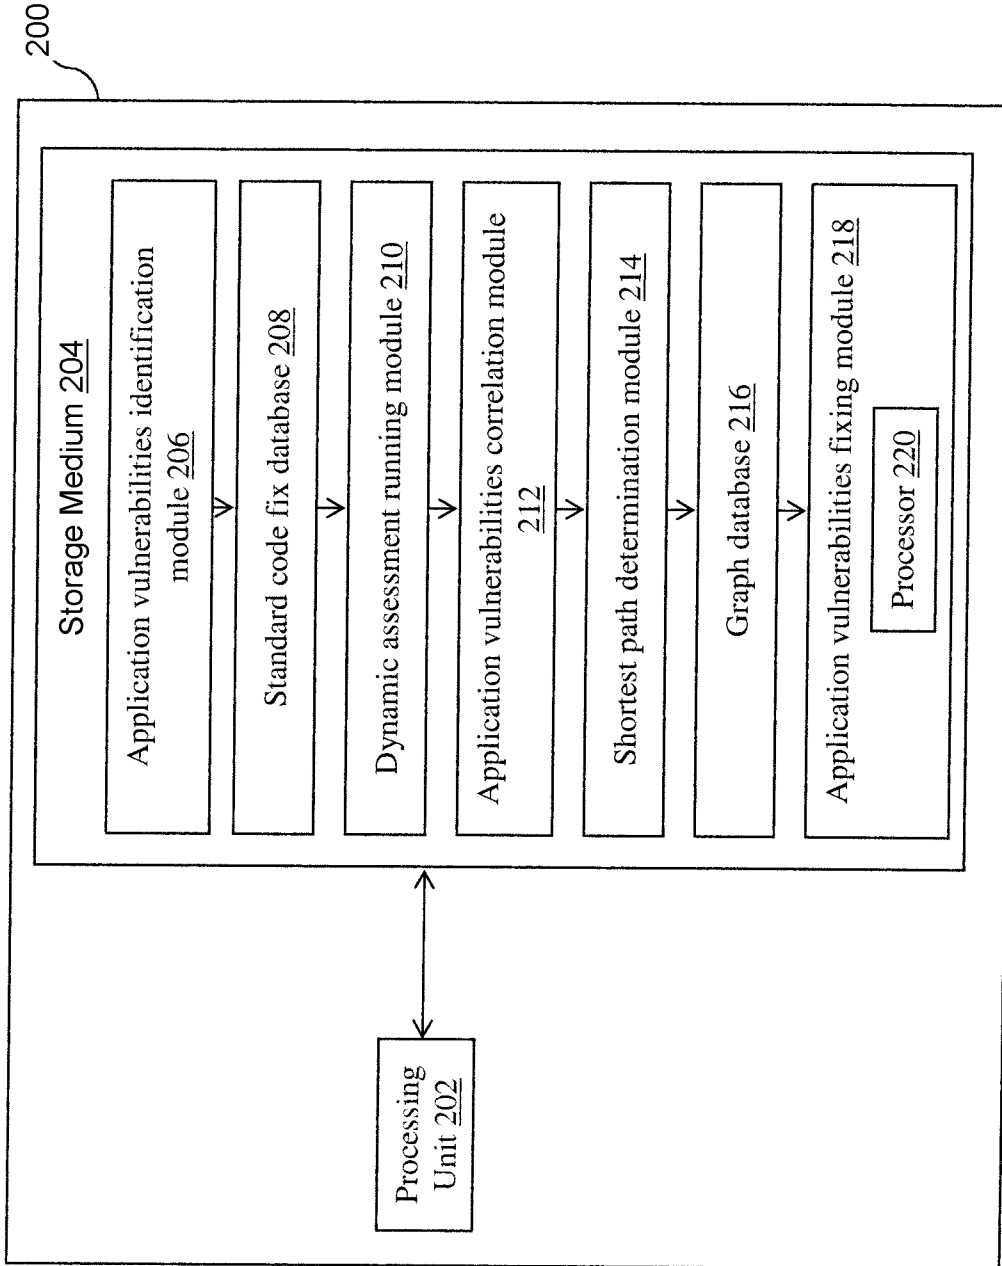 200
Storage Medium 204
Application vulnerabilities identification
module 206
Standard code fix database 208
Dynamic assessment running module 210
Application vulnerabilities correlation module
212
Shortest path determination module 214
Graph database 216
Application vulnerabilities fixing module 218
Processor 220
Processing
Unit 202